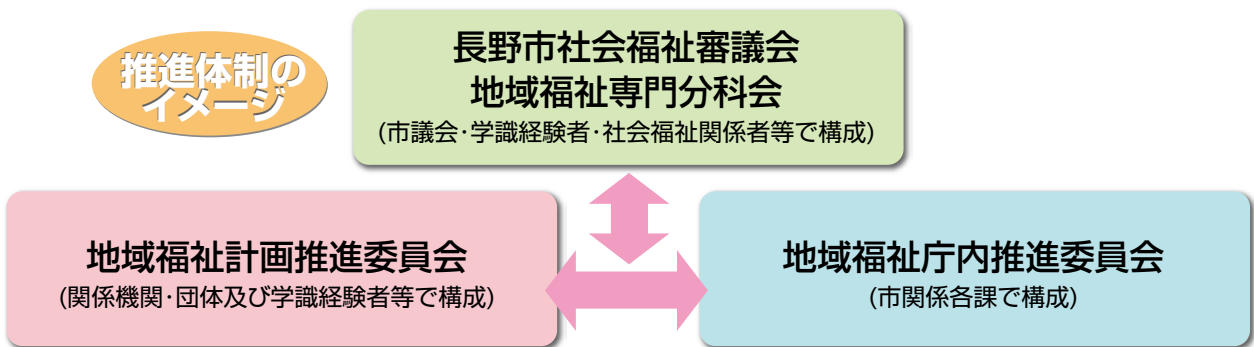 推進体制の
イメージ
長野市社会福祉審議会
地域福祉専門分科会
(市議会･学識経験者･社会福祉関係者等で構成)
地域福祉計画推進委員会
(関係機関･団体及び学識経験者等で構成)
地域福祉庁内推進委員会
(市関係各課で構成)